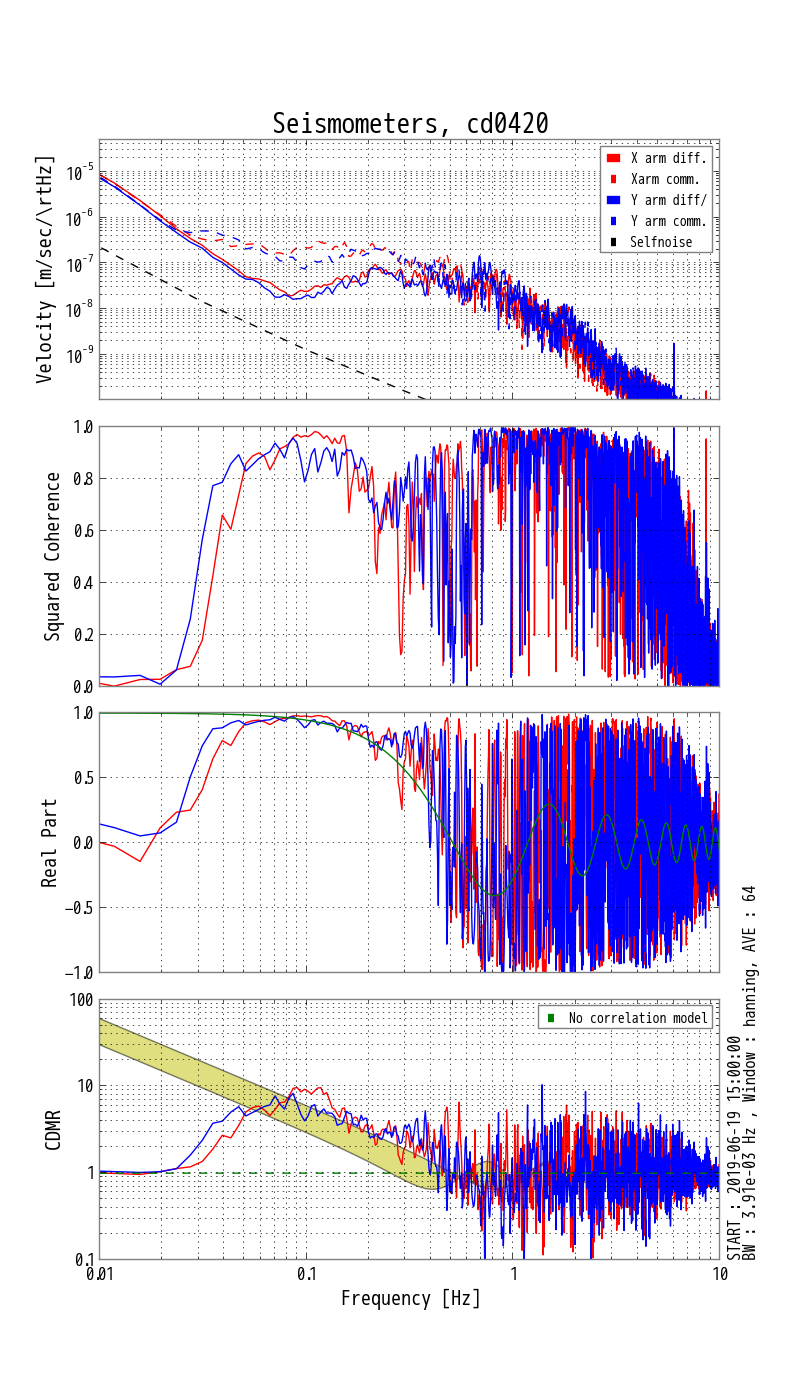 Seismometers, cd0420
Velocity [m/sec/\rtHz]
10^-5
10^-6
10^-7
10^-8
10^-9
X arm diff.
Xarm comm.
Y arm diff/
Y arm comm.
Selfnoise
Squared Coherence
1.0
0.8
0.6
0.4
0.2
0.0
Real Part
1.0
0.5
0.0
−0.5
−1.0
CDMR
100
10
1
0.1
No correlation model
0.01
0.1
1
10
Frequency [Hz]
START : 2019-06-19 15:00:00
BW : 3.91e-03 Hz , Window : hanning, AVE : 64